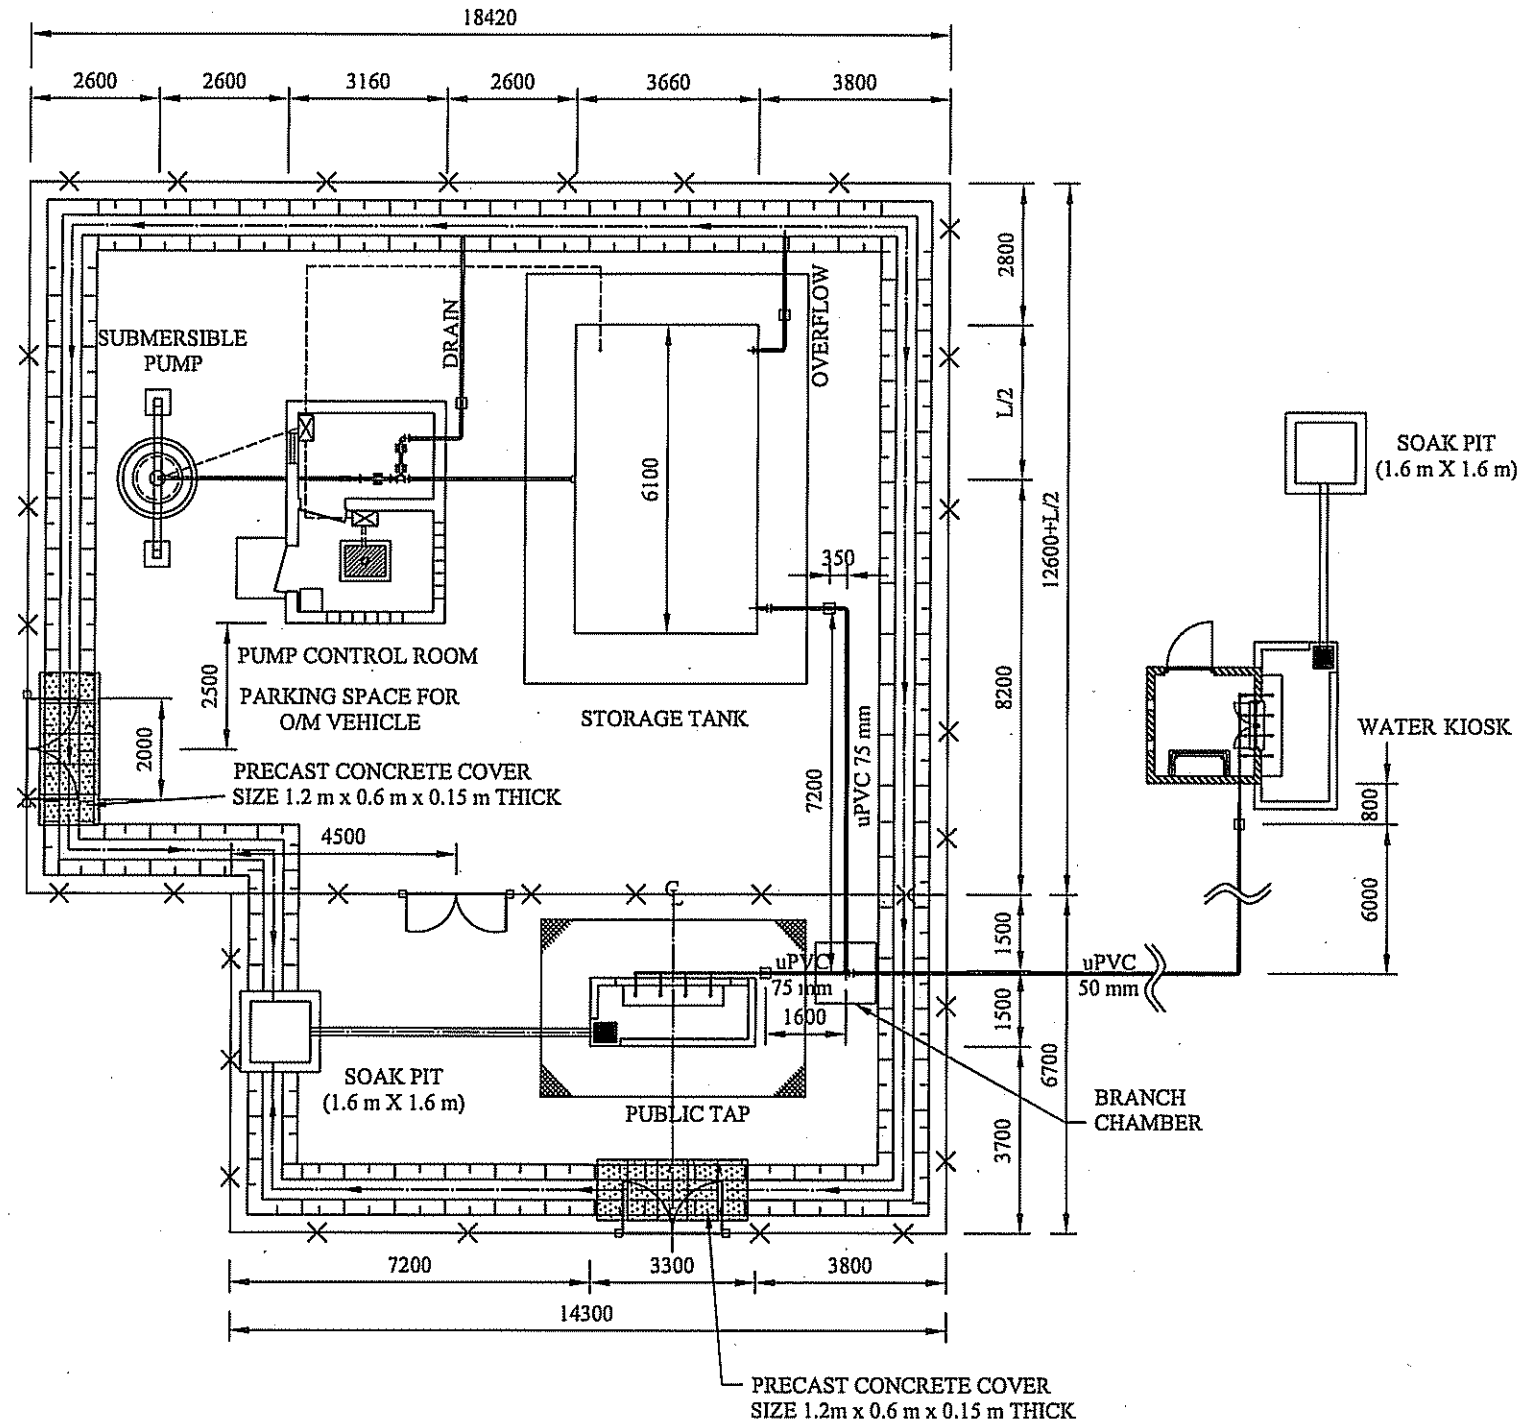 18420
2600
2600
3160
2600
3660
3800
2800
SUBMERSIBLE
PUMP
DRAIN
OVERFLOW
L/2
SOAK PIT
(1.6 m X 1.6 m)
6100
12600+L/2
350
PUMP CONTROL ROOM
2500
PARKING SPACE FOR
O/M VEHICLE
STORAGE TANK
8200
WATER KIOSK
2000
PRECAST CONCRETE COVER
SIZE 1.2 m x 0.6 m x 0.15 m THICK
7200
uPVC 75 mm
800
4500
C
L
6000
1500
uPVC
75 mm
uPVC
50 mm
1600
1500
SOAK PIT
(1.6 m X 1.6 m)
PUBLIC TAP
6700
BRANCH
CHAMBER
3700
7200
3300
3800
14300
PRECAST CONCRETE COVER
SIZE 1.2m x 0.6 m x 0.15 m THICK